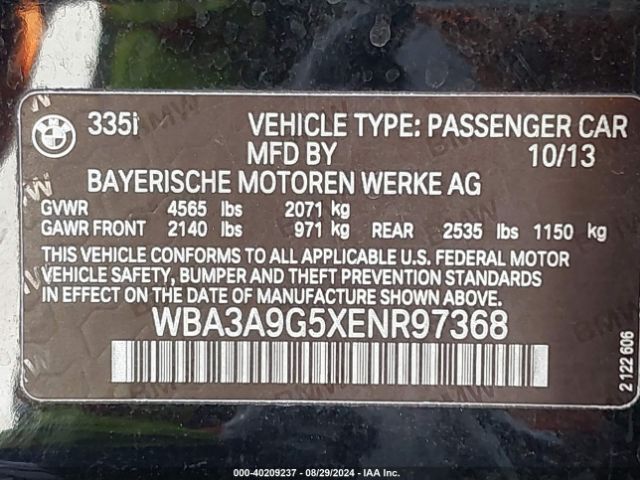 335i VEHICLE TYPE: PASSENGER CAR
MFD BY 10/13
BAYERISCHE MOTOREN WERKE AG
GVWR 4565 lbs 2071 kg
GAWR FRONT 2140 lbs 971 kg REAR 2535 lbs 1150 kg
THIS VEHICLE CONFORMS TO ALL APPLICABLE U.S. FEDERAL MOTOR
VEHICLE SAFETY, BUMPER AND THEFT PREVENTION STANDARDS
IN EFFECT ON THE DATE OF MANUFACTURE SHOWN ABOVE.
WBA3A9G5XENR97368
2 122 606
000-40209237 - 08/29/2024 - IAA Inc.